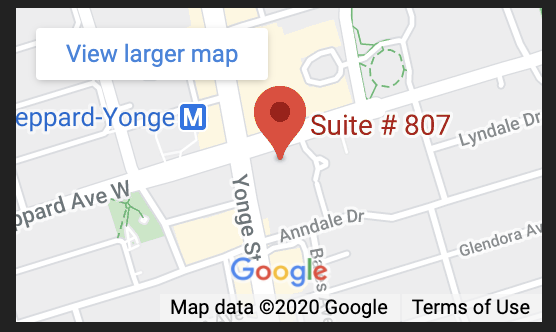 View larger map
eppard-Yonge M
Suite # 807
Lyndale Dr
ppard Ave W
Yonge St
Anndale Dr
Glendora Av
Google
Map data ©2020 Google
Terms of Use